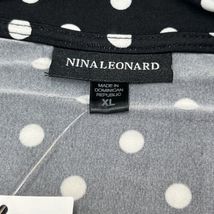 NINA LEONARD
MADE IN
DOMINICAN
REPUBLIC
XL